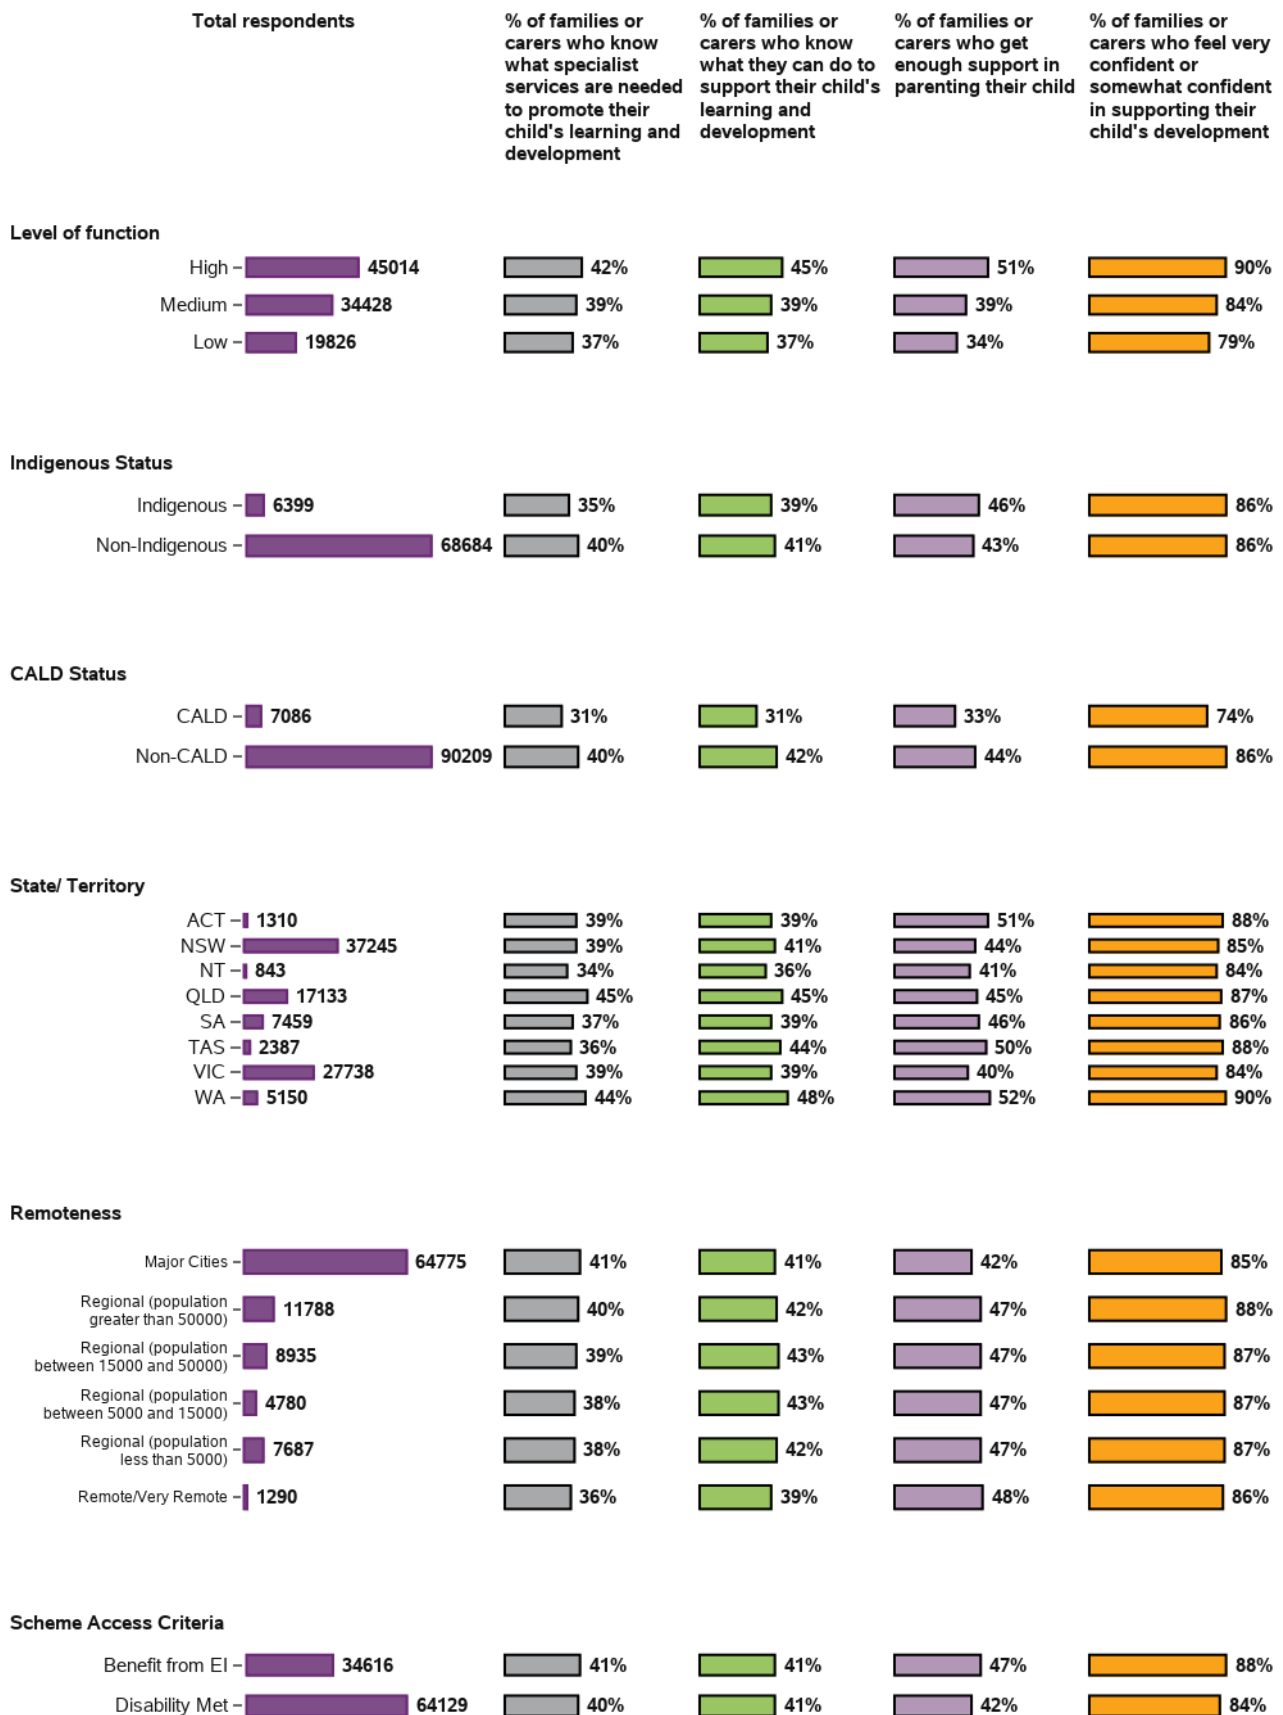 Total respondents
% of families or
carers who know
what specialist
services are needed
to promote their
child's learning and
development
% of families or
carers who know
what they can do to
support their child's
learning and
development
% of families or
carers who get
enough support in
parenting their child
% of families or
carers who feel very
confident or
somewhat confident
in supporting their
child's development
Level of function
High 45014 42% 45% 51% 90%
Medium 34428 39% 39% 39% 84%
Low 19826 37% 37% 34% 79%
Indigenous Status
Indigenous 6399 35% 39% 46% 86%
Non-Indigenous 68684 40% 41% 43% 86%
CALD Status
CALD 7086 31% 31% 33% 74%
Non-CALD 90209 40% 42% 44% 86%
State/ Territory
ACT 1310 39% 39% 51% 88%
NSW 37245 39% 41% 44% 85%
NT 843 34% 36% 41% 84%
QLD 17133 45% 45% 45% 87%
SA 7459 37% 39% 46% 86%
TAS 2387 36% 44% 50% 88%
VIC 27738 39% 39% 40% 84%
WA 5150 44% 48% 52% 90%
Remoteness
Major Cities 64775 41% 41% 42% 85%
Regional (population
greater than 50000) 11788 40% 42% 47% 88%
Regional (population
between 15000 and 50000) 8935 39% 43% 47% 87%
Regional (population
between 5000 and 15000) 4780 38% 43% 47% 87%
Regional (population
less than 5000) 7687 38% 42% 47% 87%
Remote/Very Remote 1290 36% 39% 48% 86%
Scheme Access Criteria
Benefit from EI 34616 41% 41% 47% 88%
Disability Met 64129 40% 41% 42% 84%